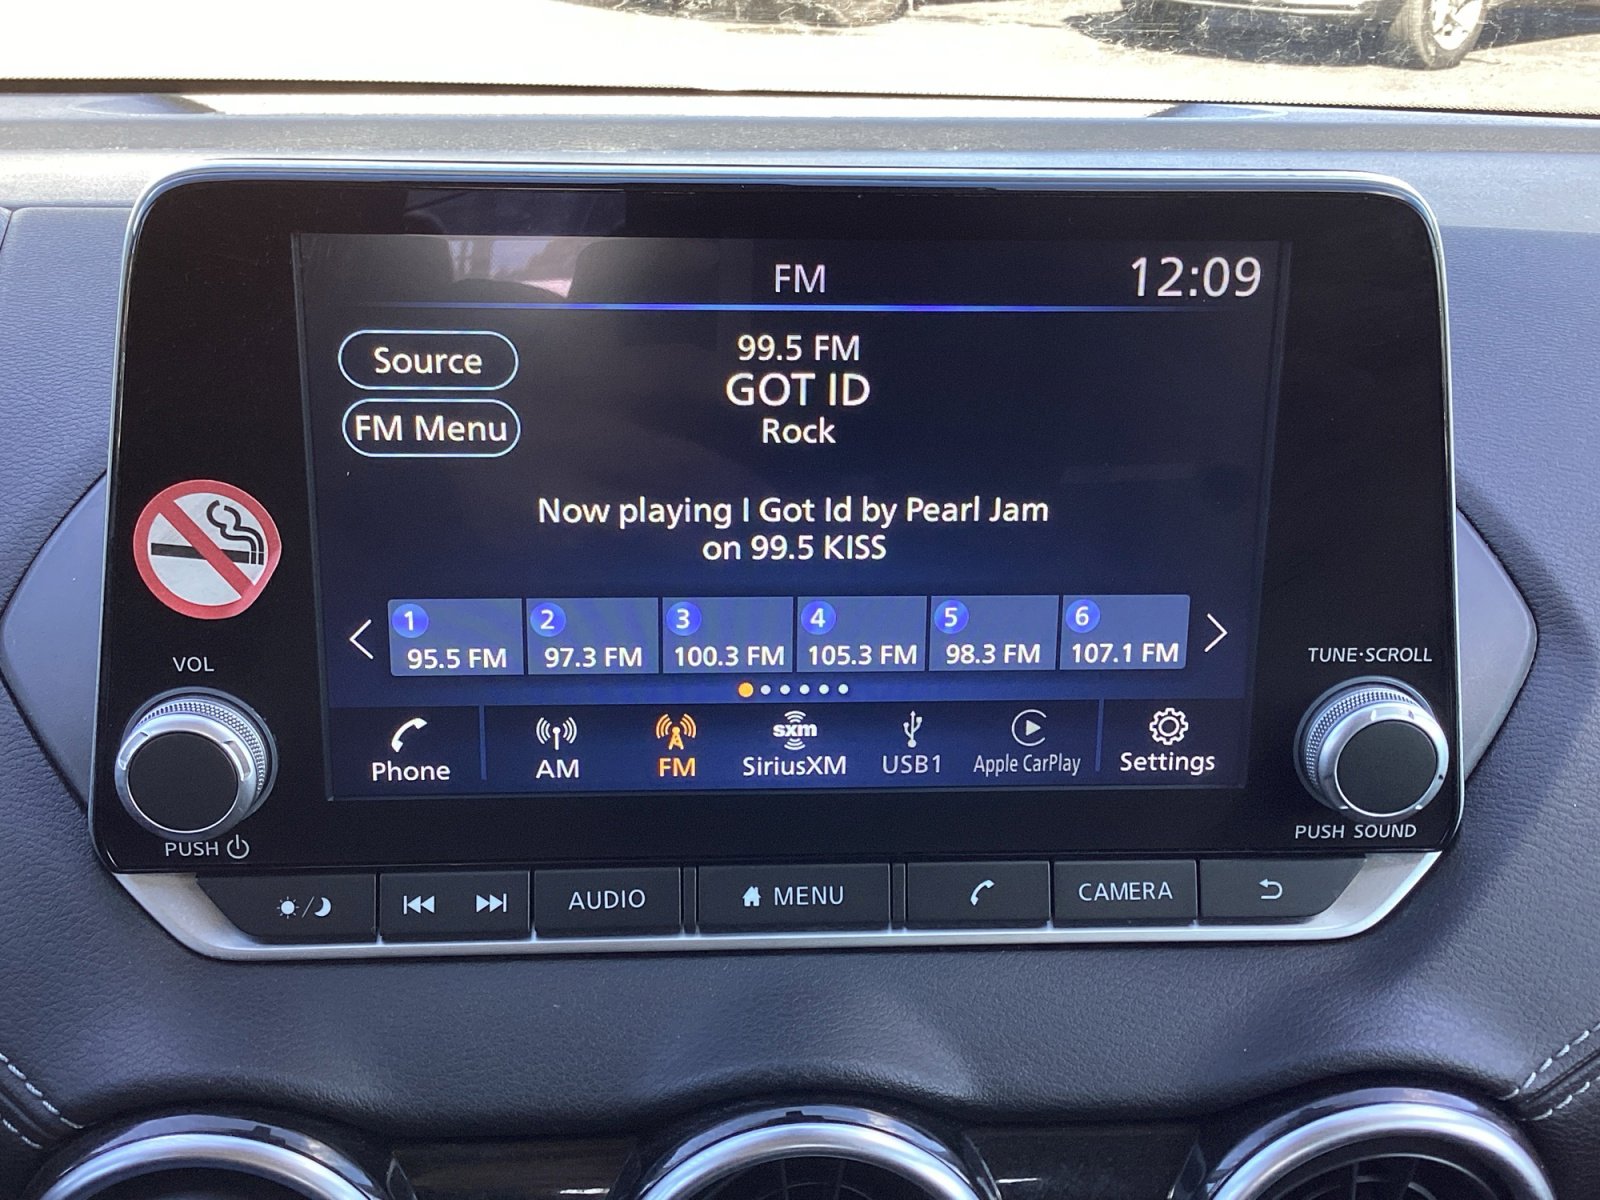 FM
12:09
Source
FM Menu
99.5 FM
GOT ID
Rock
Now playing I Got Id by Pearl Jam
on 99.5 KISS
1 2 3 4 5 6
95.5 FM 97.3 FM 100.3 FM 105.3 FM 98.3 FM 107.1 FM
sxm
Phone AM FM SiriusXM USB1 Apple CarPlay Settings
VOL
PUSH
TUNE·SCROLL
PUSH SOUND
AUDIO MENU CAMERA